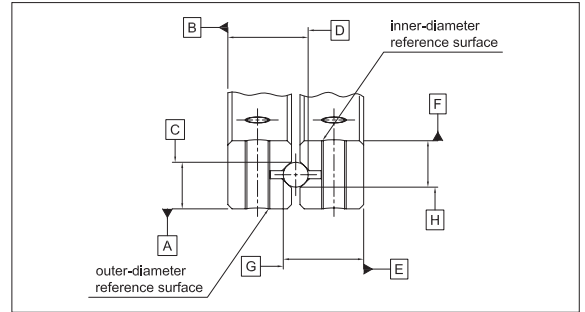 B
D
inner-diameter
reference surface
C
F
A
H
G
E
outer-diameter
reference surface